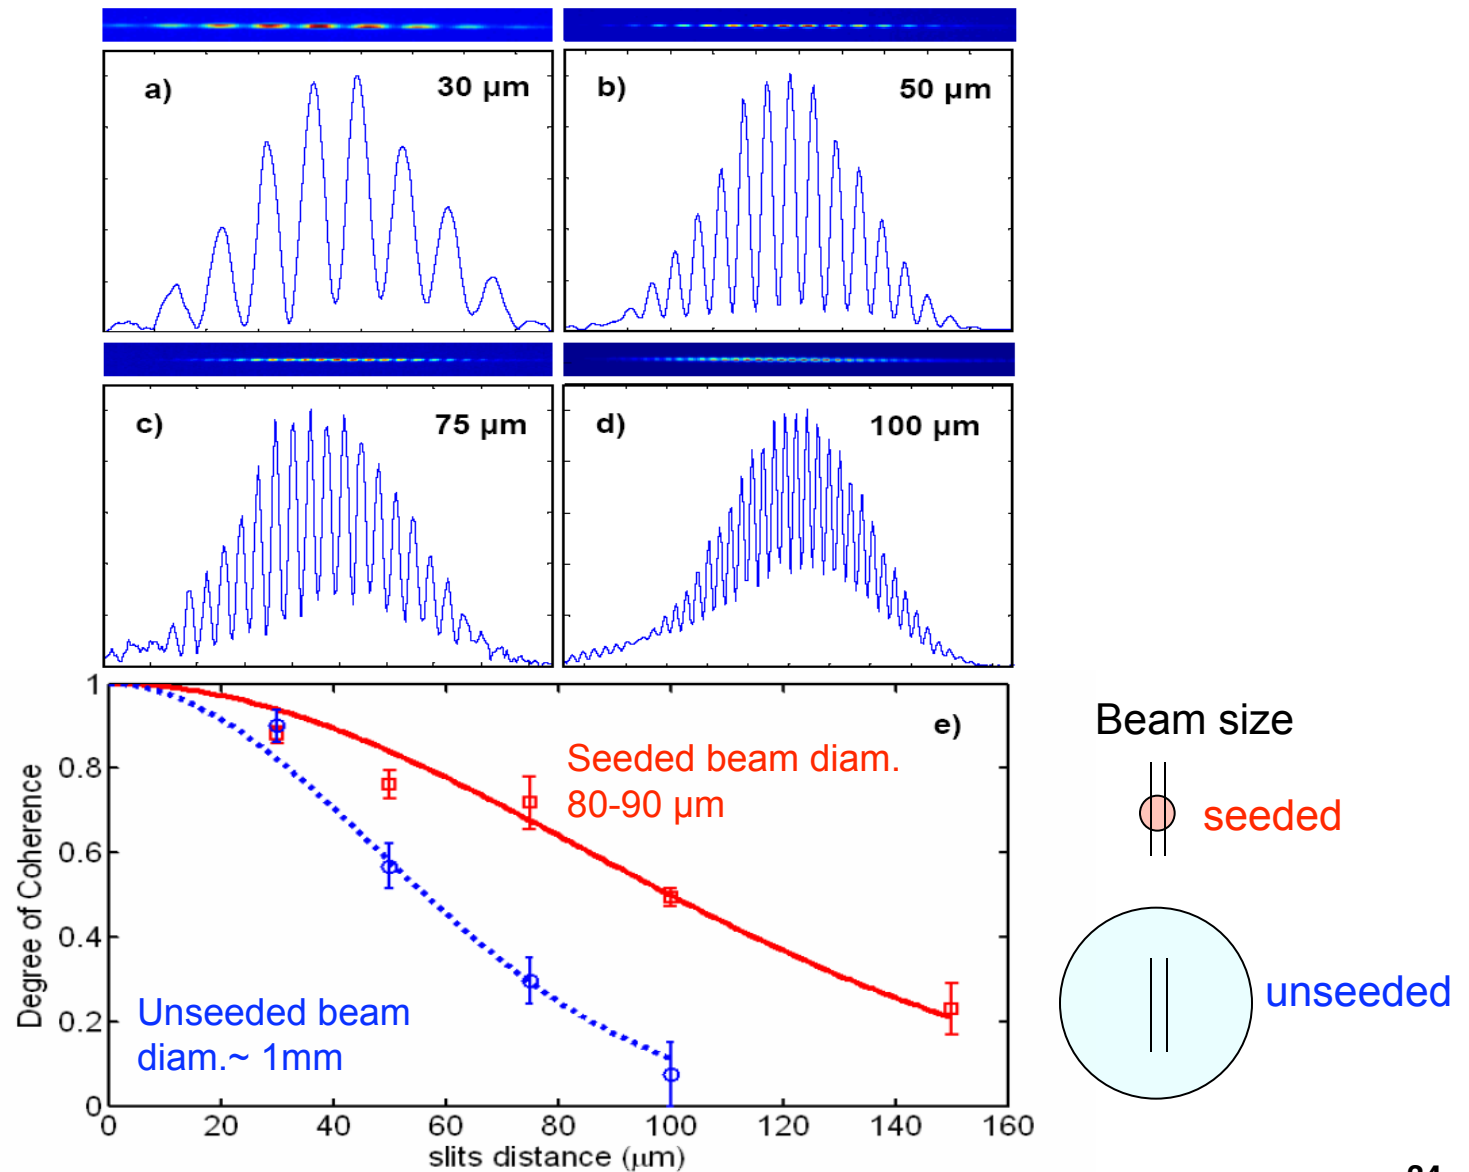 a)
30 µm
b)
50 µm
c)
75 µm
d)
100 µm
1
0.8
0.6
0.4
0.2
0
Degree of Coherence
e)
Seeded beam diam.
80-90 µm
Unseeded beam
diam.~ 1mm
0 20 40 60 80 100 120 140 160
slits distance (µm)
Beam size
seeded
unseeded